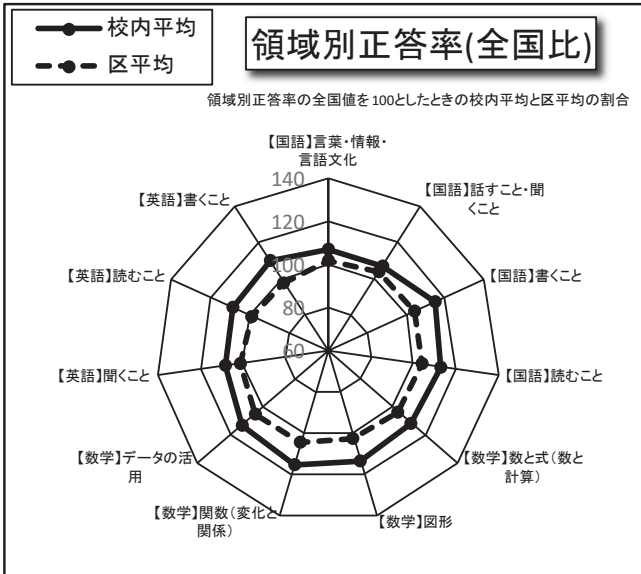 校内平均
区平均
領域別正答率(全国比)
領域別正答率の全国値を100としたときの校内平均と区平均の割合
【国語】言葉・情報・
言語文化
【国語】話すこと・聞
くこと
【国語】書くこと
【国語】読むこと
【数学】数と式(数と
計算)
【数学】図形
【数学】関数(変化と
関係)
【数学】データの活
用
【英語】聞くこと
【英語】読むこと
【英語】書くこと
140
120
100
80
60